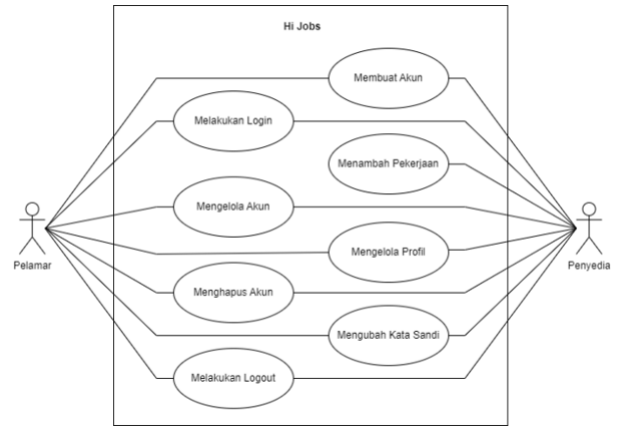 Hi Jobs
Membuat Akun
Melakukan Login
Menambah Pekerjaan
Mengelola Akun
Mengelola Profil
Pelamar
Penyedia
Menghapus Akun
Mengubah Kata Sandi
Melakukan Logout